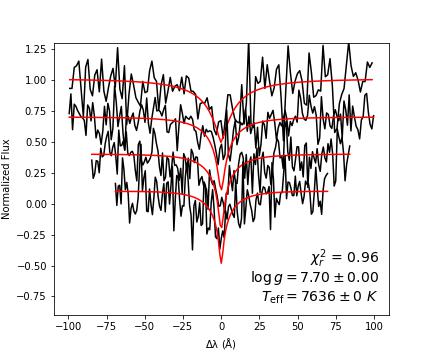 1.25
1.00
0.75
0.50
0.25
0.00
−0.25
−0.50
−0.75
Normalized Flux
χ²ᵣ = 0.96
log g = 7.70 ± 0.00
T_eff = 7636 ± 0 K
−100 −75 −50 −25 0 25 50 75 100
Δλ (Å)